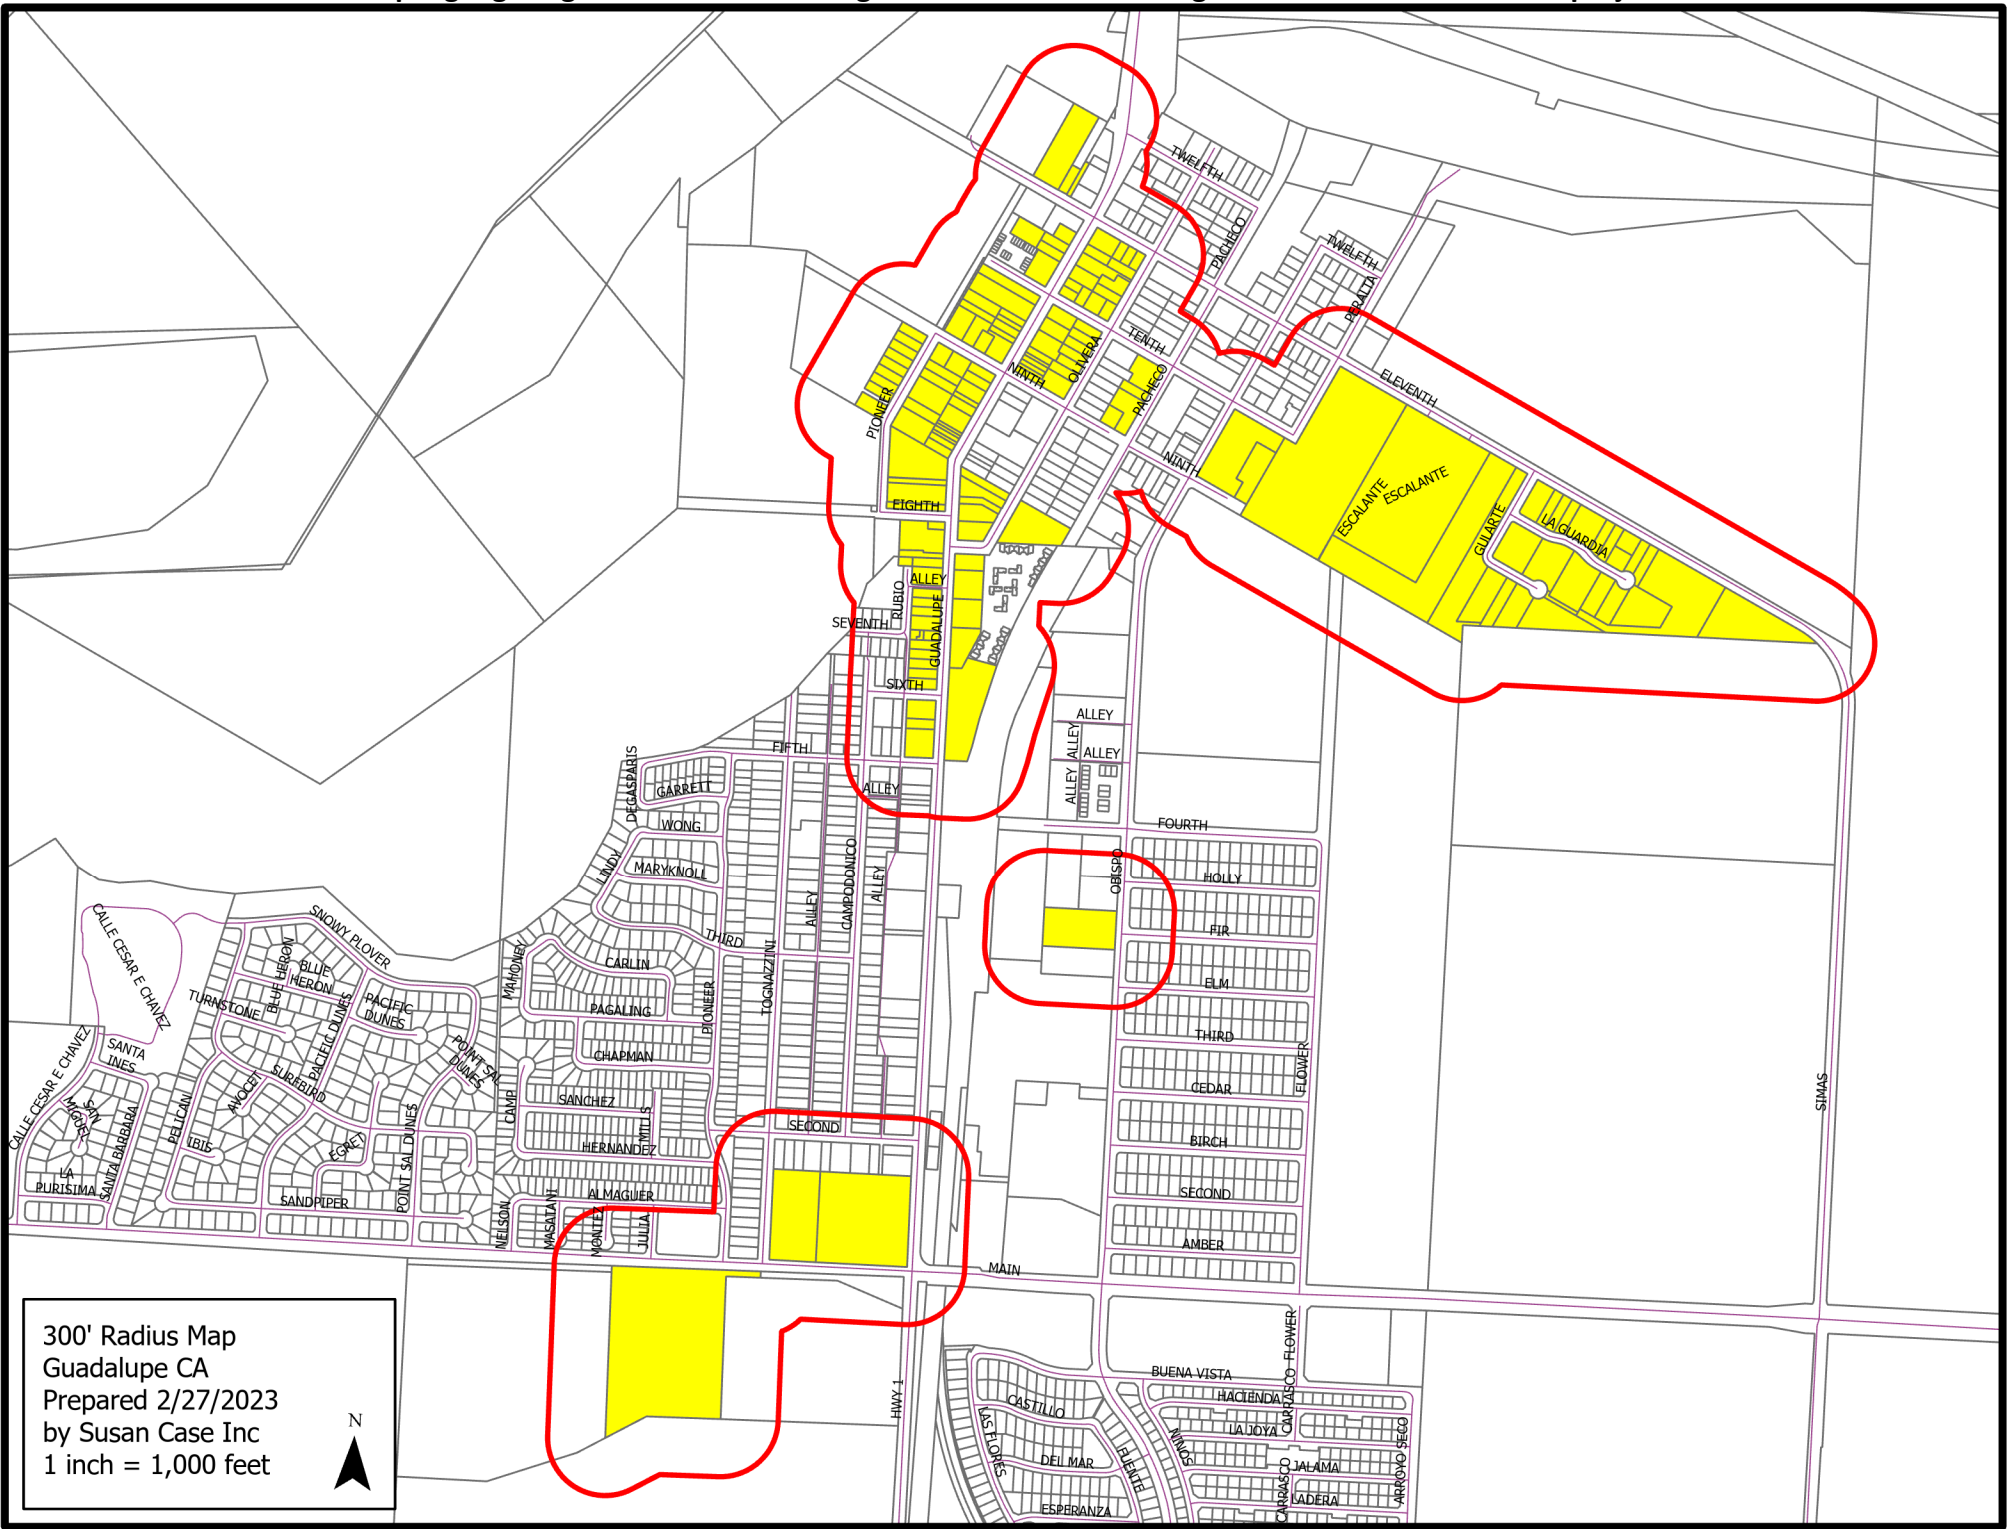 TWELFTH
PACHECO
TWELFTH
PERALTA
TENTH
OLIVERA
NINTH
PACHECO
ELEVENTH
PIONEER
NINTH
ESCALANTE
ESCALANTE
EIGHTH
GULARTE
LA GUARDIA
ALLEY
RUBIO
SEVENTH
GUADALUPE
SIXTH
ALLEY
ALLEY
ALLEY
FIFTH
DEGASPARIS
GARRETT
ALLEY
ALLEY
WONG
FOURTH
LINDY
MARYKNOLL
CAMPODONICO
ALLEY
ALLEY
OBISPO
HOLLY
CALLE CESAR E CHAVEZ
SNOWY PLOVER
THIRD
FIR
BLUE HERON
BLUE
HERON
MAHONEY
CARLIN
TOGNAZZINI
ELM
TURNSTONE
PACIFIC
DUNES
PACIFIC DUNES
PAGALING
PIONEER
THIRD
SANTA
INES
POINT SAL
DUNES
CHAPMAN
FLOWER
CALLE CESAR E CHAVEZ
SURFBIRD
AVOCET
CEDAR
SIMAS
SAN
MIGUEL
PELICAN
CAMP
SANCHEZ
MILLS
SECOND
SANTA BARBARA
IBIS
EGRET
POINT SAL DUNES
HERNANDEZ
BIRCH
LA
PURISIMA
SANDPIPER
ALMAGUER
SECOND
NELSON
MASATANI
MONTEZ
JULIA
AMBER
MAIN
300' Radius Map
Guadalupe CA
Prepared 2/27/2023
by Susan Case Inc
1 inch = 1,000 feet
N
HWY 1
FLOWER
BUENA VISTA
HACIENDA
CARRASCO
CASTILLO
LAS FLORES
LA JOYA
NINOS
ARROYO SECO
DEL MAR
FUENTE
JALAMA
CARRASCO
LADERA
ESPERANZA